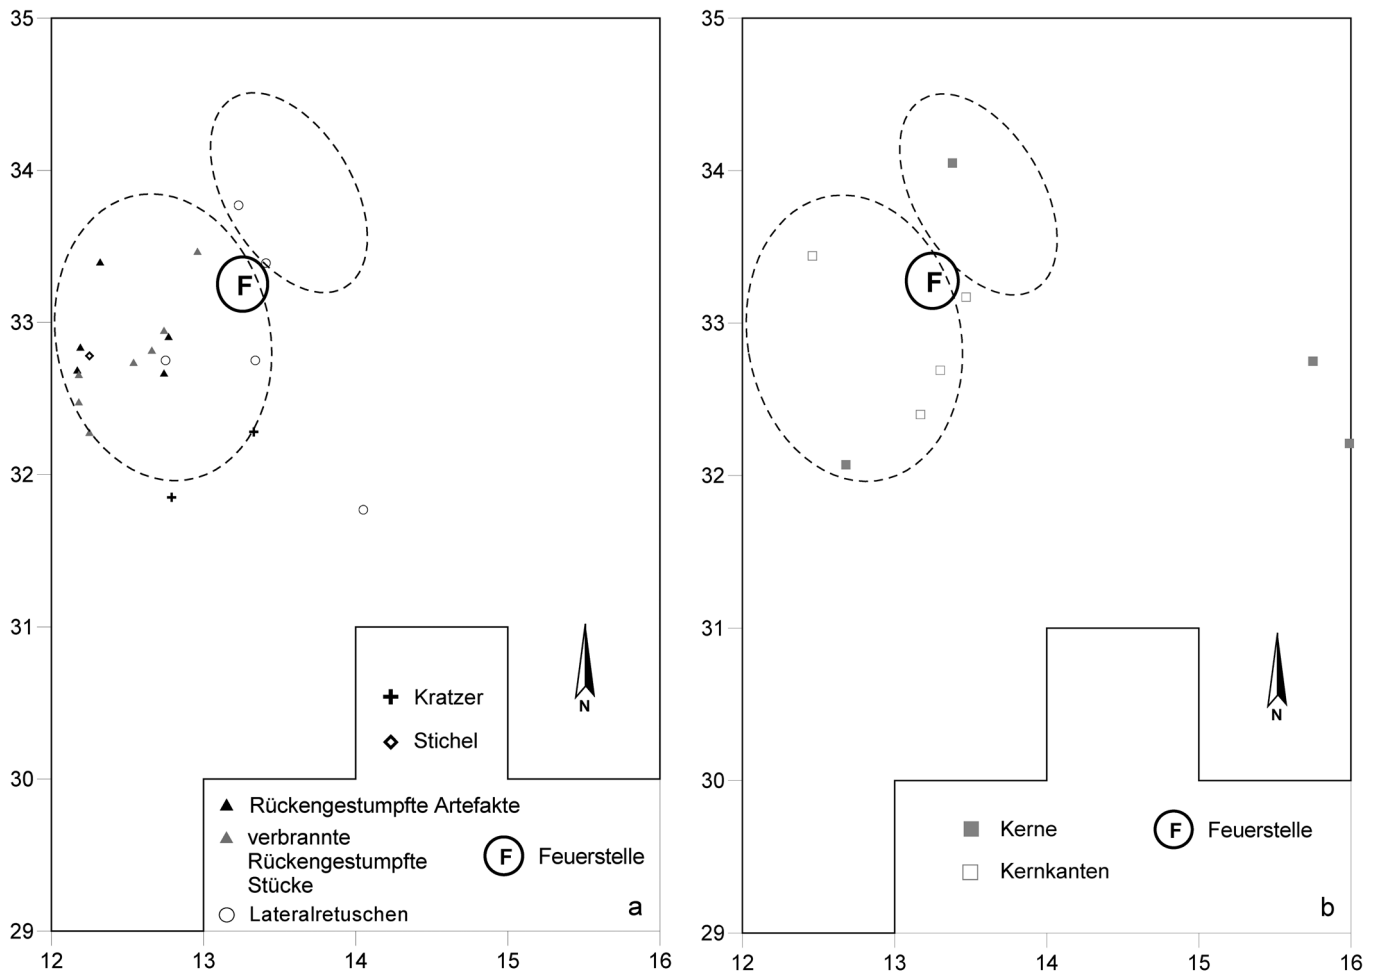 35
34
33
32
31
30
29
12
13
14
15
16
F
N
Kratzer
Stichel
Rückengestumpfte Artefakte
verbrannte
Rückengestumpfte
Stücke
Lateralretuschen
F Feuerstelle
a
35
34
33
32
31
30
29
12
13
14
15
16
F
N
Kerne
Kernkanten
F Feuerstelle
b